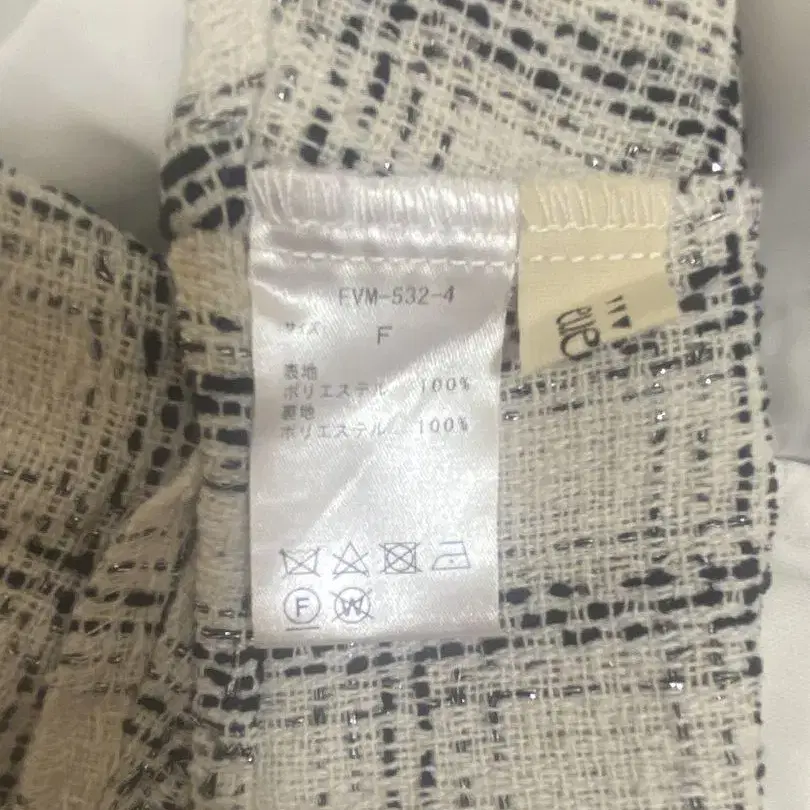 FVM-532-4
サイズ F
表地
ポリエステル 100%
裏地
ポリエステル 100%
F W